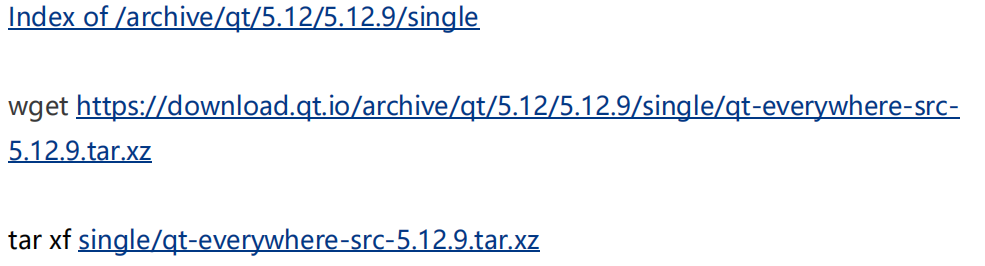 Index of /archive/qt/5.12/5.12.9/single
wget https://download.qt.io/archive/qt/5.12/5.12.9/single/qt-everywhere-src-
5.12.9.tar.xz
tar xf single/qt-everywhere-src-5.12.9.tar.xz